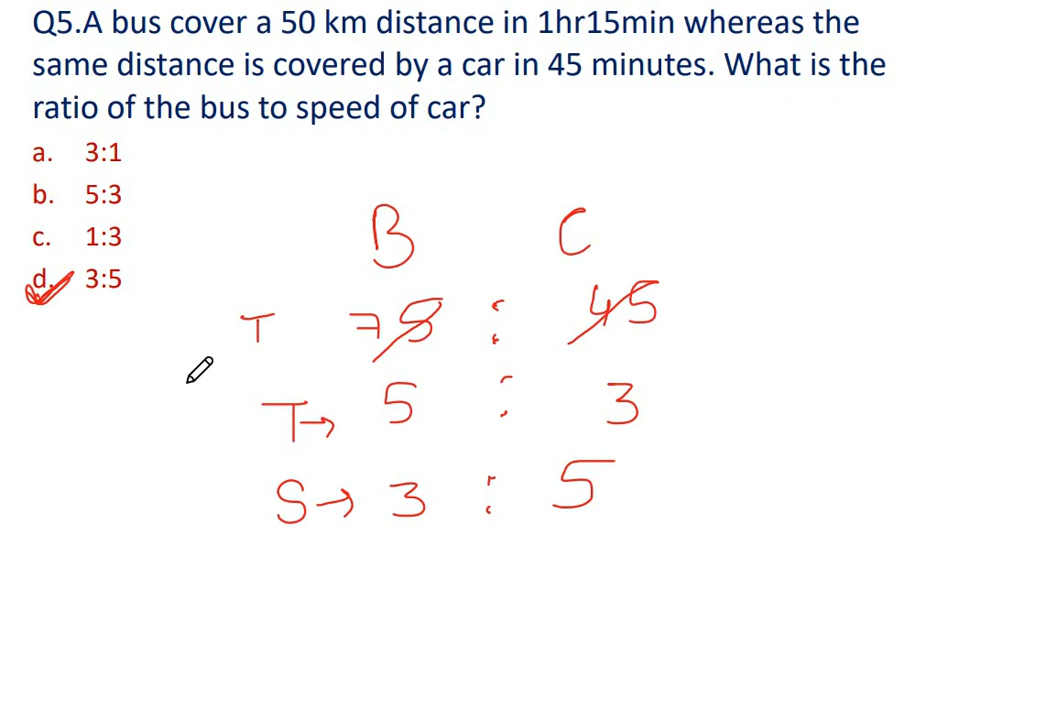 Q5.A bus cover a 50 km distance in 1hr15min whereas the
same distance is covered by a car in 45 minutes. What is the
ratio of the bus to speed of car?
a. 3:1
b. 5:3
c. 1:3
d. 3:5
B C
T 75 : 45
T→ 5 : 3
S→ 3 : 5